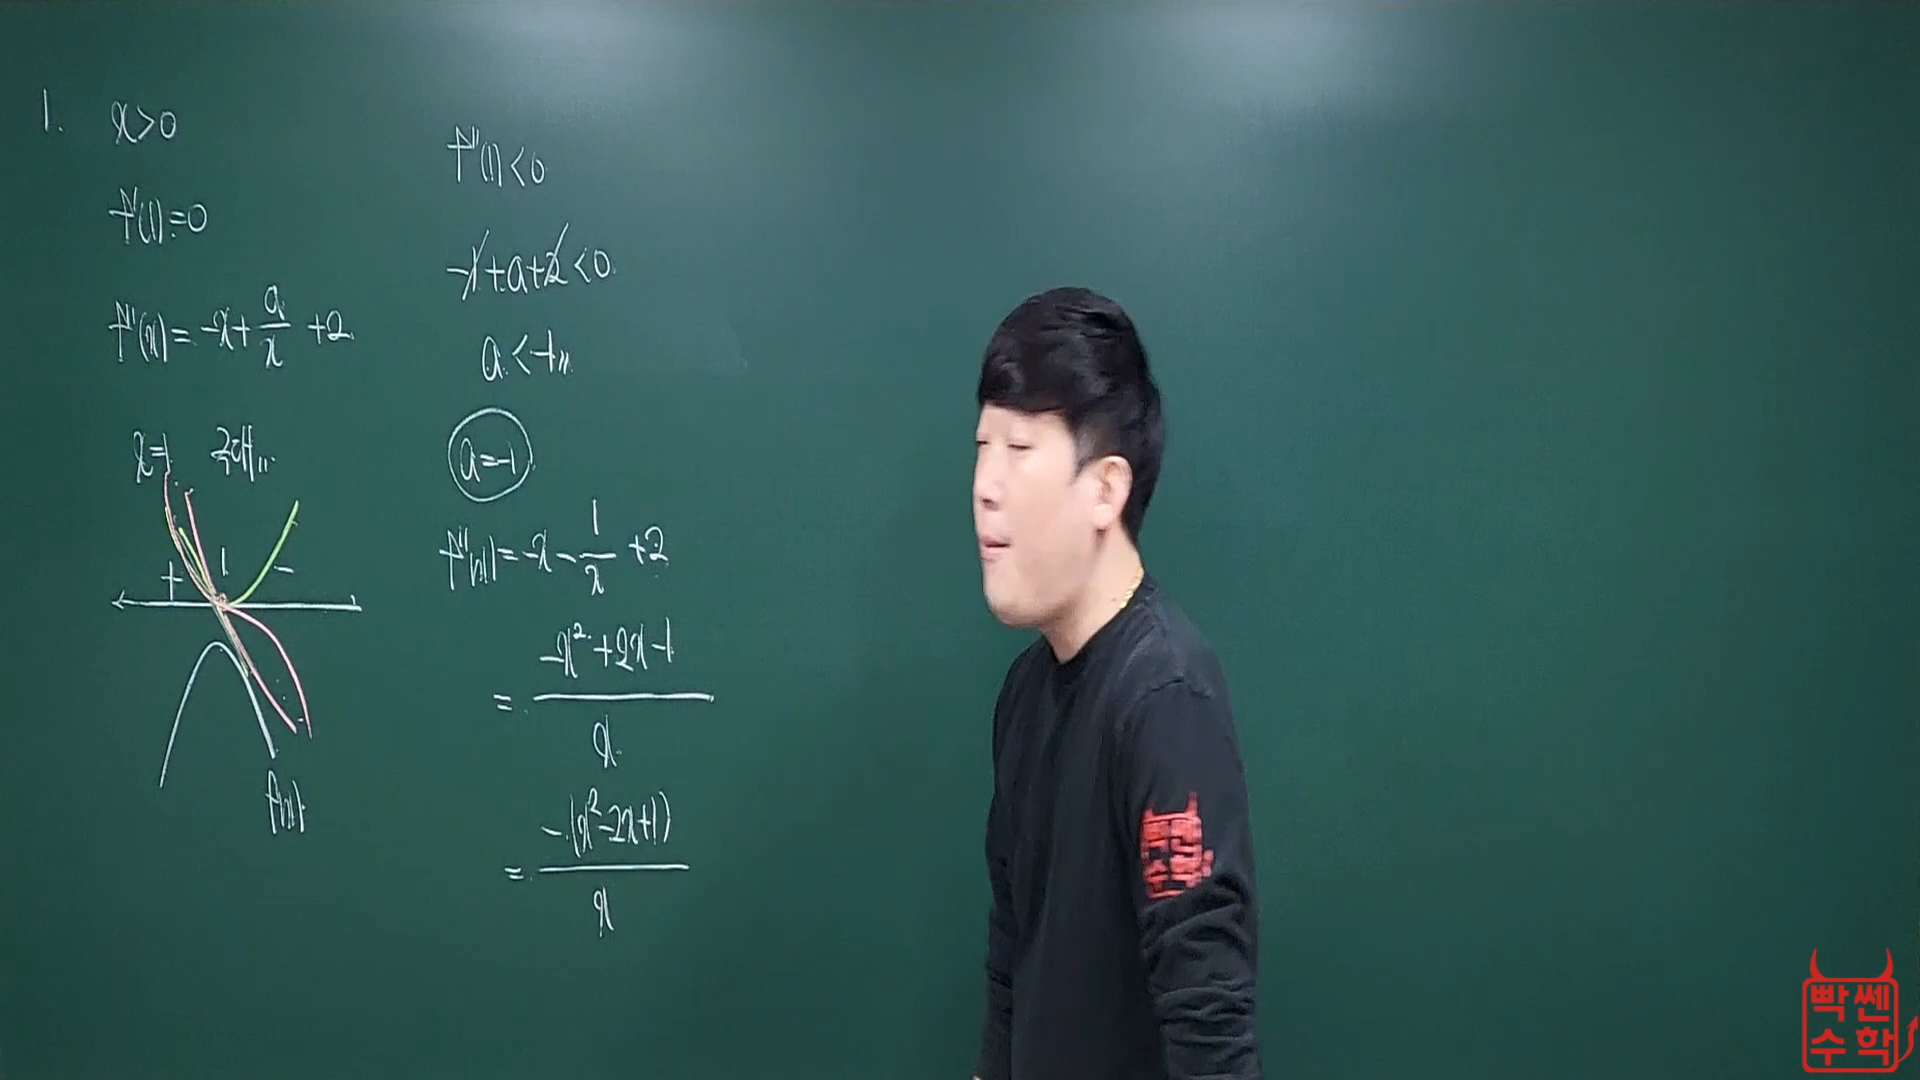 1. x>0
f'(1)=0
f''(x)=-x+a/x+2
x=1 극대〃
+ 1 -
f(x)
f''(1)<0
-1+a+2<0
a<-1〃
a=-1
f''(x)=-x-1/x+2
=(-x²+2x-1)/x
=-(x²-2x+1)/x
빡쎈
수학